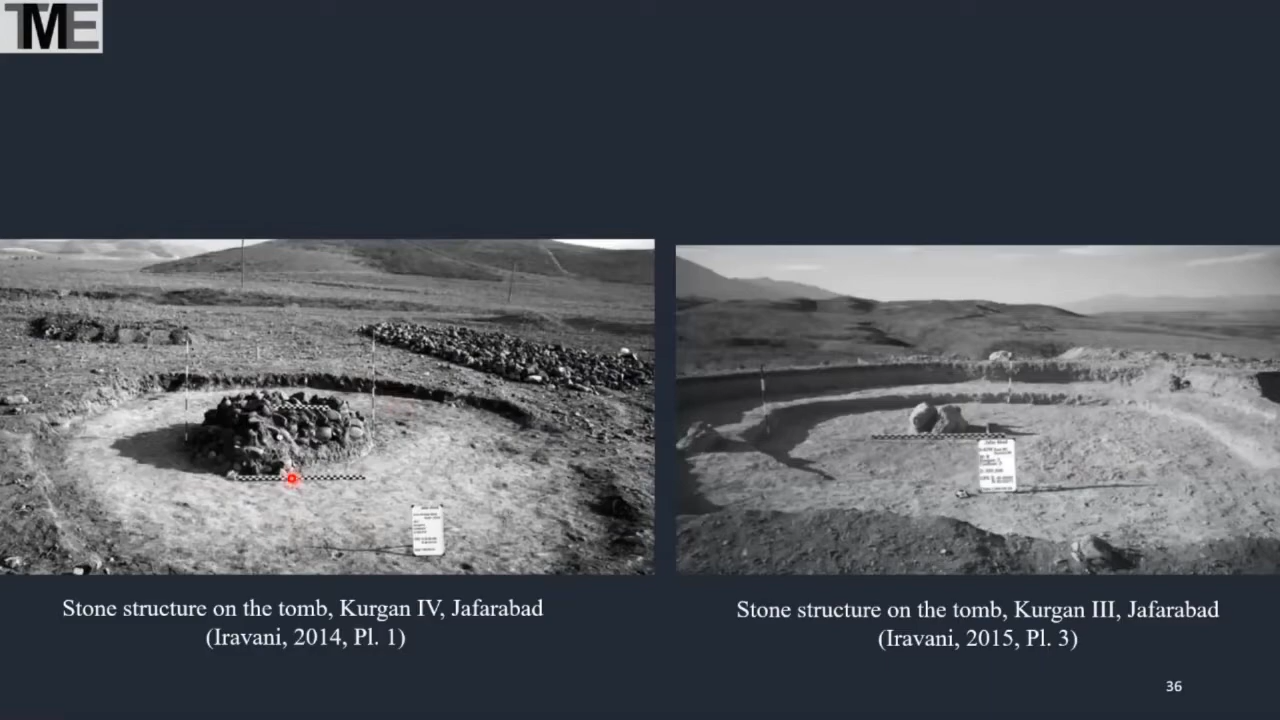 TME
Stone structure on the tomb, Kurgan IV, Jafarabad
(Iravani, 2014, Pl. 1)
Stone structure on the tomb, Kurgan III, Jafarabad
(Iravani, 2015, Pl. 3)
36